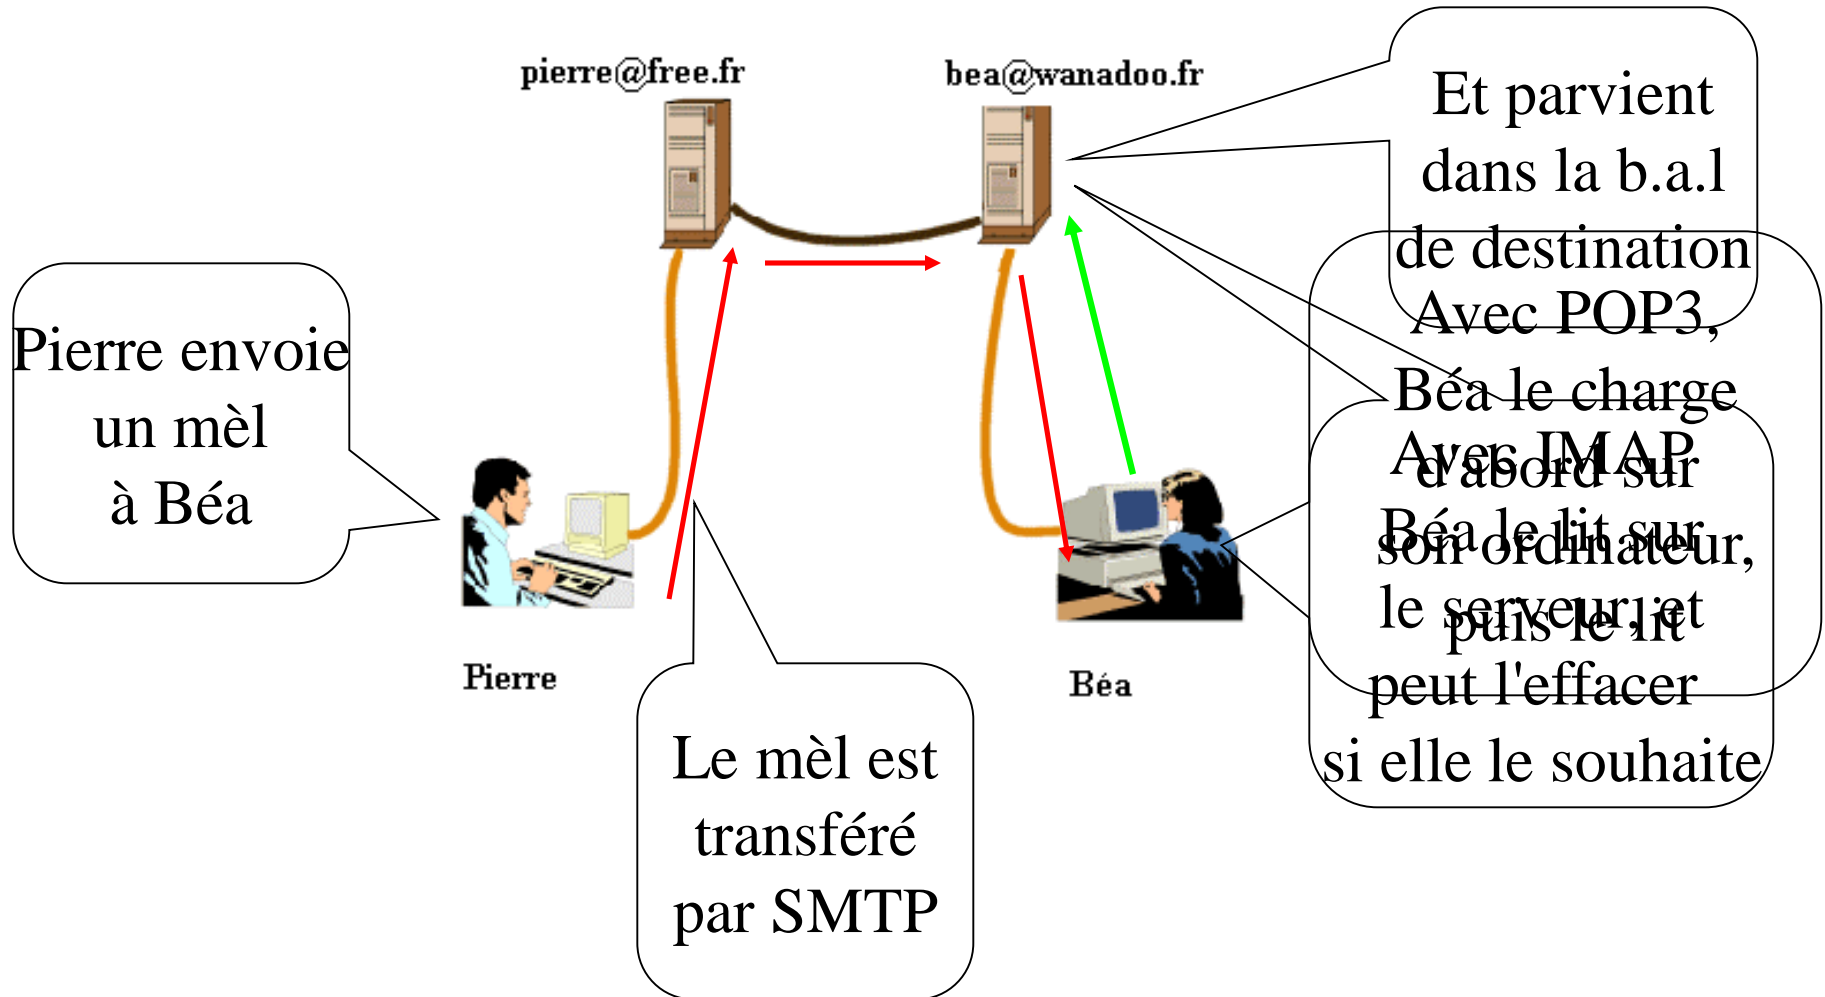 pierre@free.fr
bea@wanadoo.fr
Et parvient
dans la b.a.l
de destination
Pierre envoie
un mèl
à Béa
Avec POP3,
Béa le charge
d'abord sur
son ordinateur,
puis le lit
Avec IMAP
Béa le lit sur
le serveur, et
peut l'effacer
si elle le souhaite
Pierre
Béa
Le mèl est
transféré
par SMTP